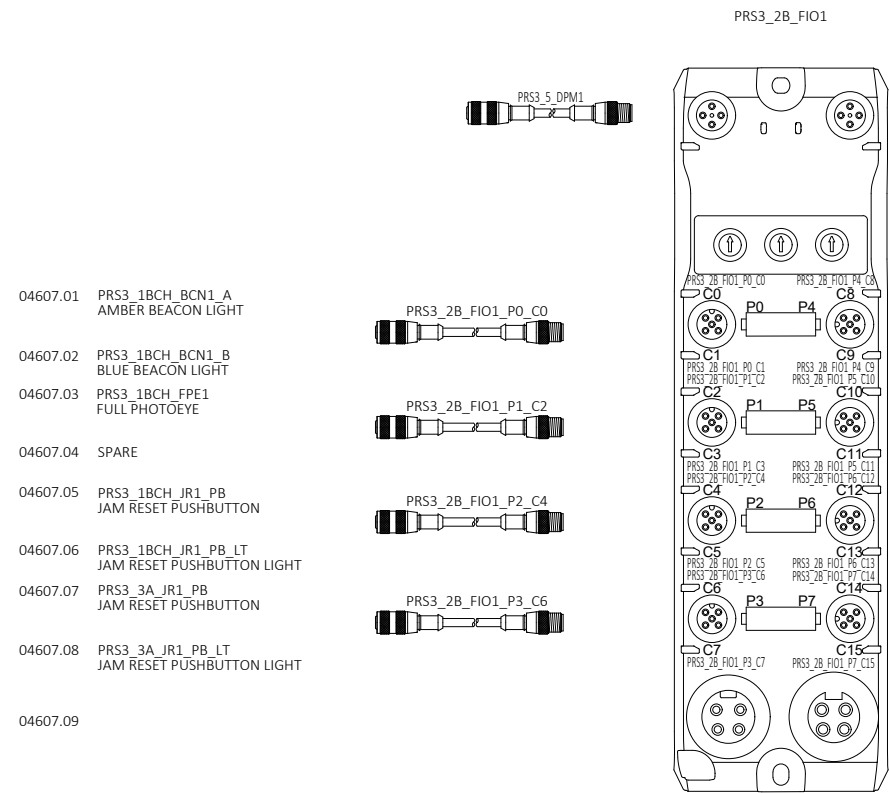 PRS3_2B_FIO1
PRS3_5_DPM1
04607.01 PRS3_1BCH_BCN1_A
AMBER BEACON LIGHT
PRS3_2B_FIO1_P0_C0
04607.02 PRS3_1BCH_BCN1_B
BLUE BEACON LIGHT
04607.03 PRS3_1BCH_FPE1
FULL PHOTOEYE
PRS3_2B_FIO1_P1_C2
04607.04 SPARE
04607.05 PRS3_1BCH_JR1_PB
JAM RESET PUSHBUTTON
PRS3_2B_FIO1_P2_C4
04607.06 PRS3_1BCH_JR1_PB_LT
JAM RESET PUSHBUTTON LIGHT
04607.07 PRS3_3A_JR1_PB
JAM RESET PUSHBUTTON
PRS3_2B_FIO1_P3_C6
04607.08 PRS3_3A_JR1_PB_LT
JAM RESET PUSHBUTTON LIGHT
04607.09
PRS3_2B_FIO1_P0_C0 PRS3_2B_FIO1_P4_C8
C0 C8
P0 P4
C1 C9
PRS3_2B_FIO1_P0_C1 PRS3_2B_FIO1_P4_C9
PRS3_2B_FIO1_P1_C2 PRS3_2B_FIO1_P5_C10
C2 C10
P1 P5
C3 C11
PRS3_2B_FIO1_P1_C3 PRS3_2B_FIO1_P5_C11
PRS3_2B_FIO1_P2_C4 PRS3_2B_FIO1_P6_C12
C4 C12
P2 P6
C5 C13
PRS3_2B_FIO1_P2_C5 PRS3_2B_FIO1_P6_C13
PRS3_2B_FIO1_P3_C6 PRS3_2B_FIO1_P7_C14
C6 C14
P3 P7
C7 C15
PRS3_2B_FIO1_P3_C7 PRS3_2B_FIO1_P7_C15